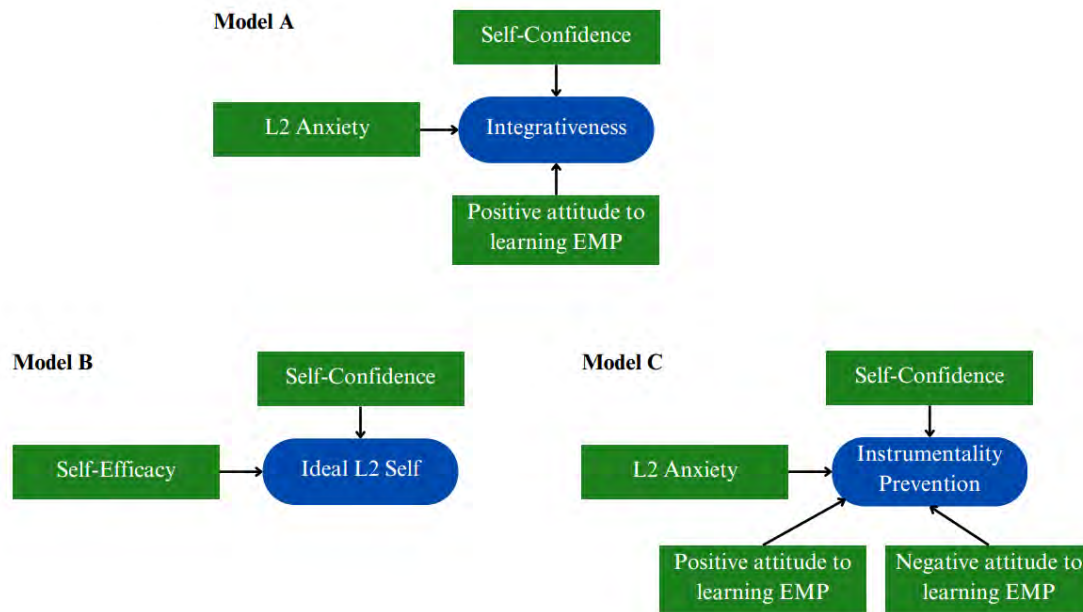 Model A
Self-Confidence
L2 Anxiety
Integrativeness
Positive attitude to
learning EMP
Model B
Self-Confidence
Self-Efficacy
Ideal L2 Self
Model C
Self-Confidence
L2 Anxiety
Instrumentality
Prevention
Positive attitude to
learning EMP
Negative attitude to
learning EMP